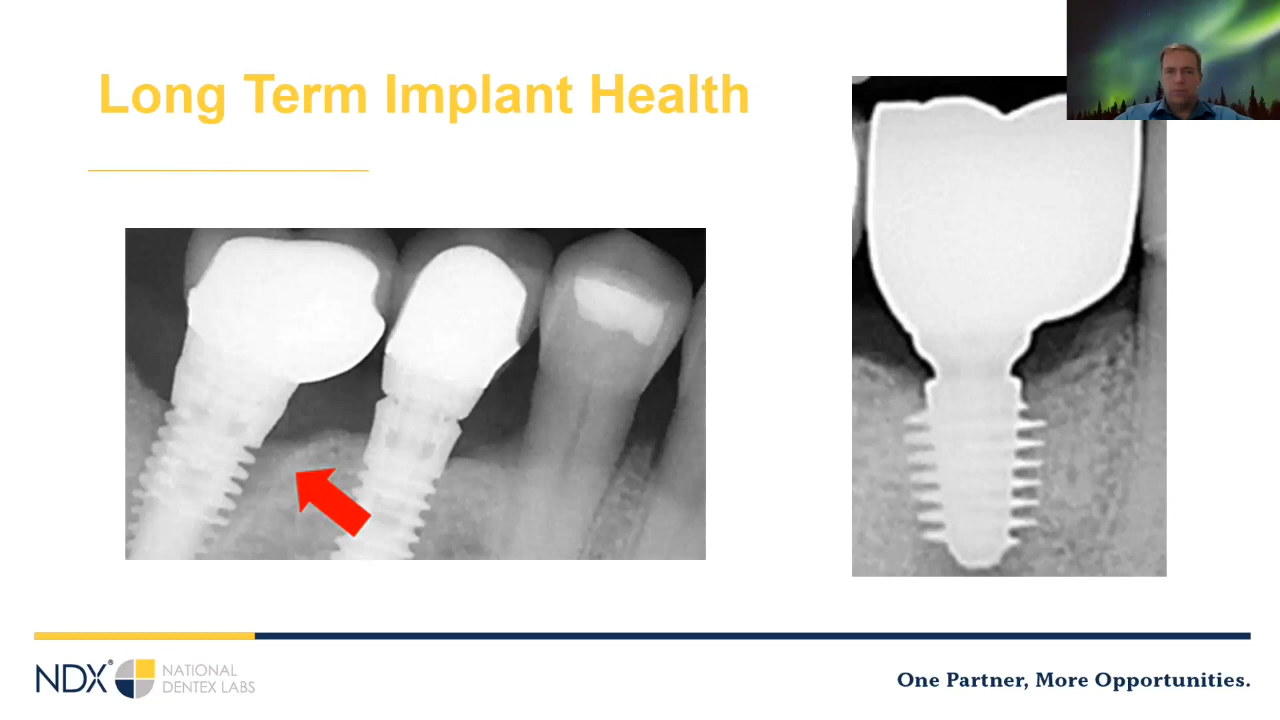 Long Term Implant Health
NDX®
NATIONAL
DENTEX LABS
One Partner, More Opportunities.